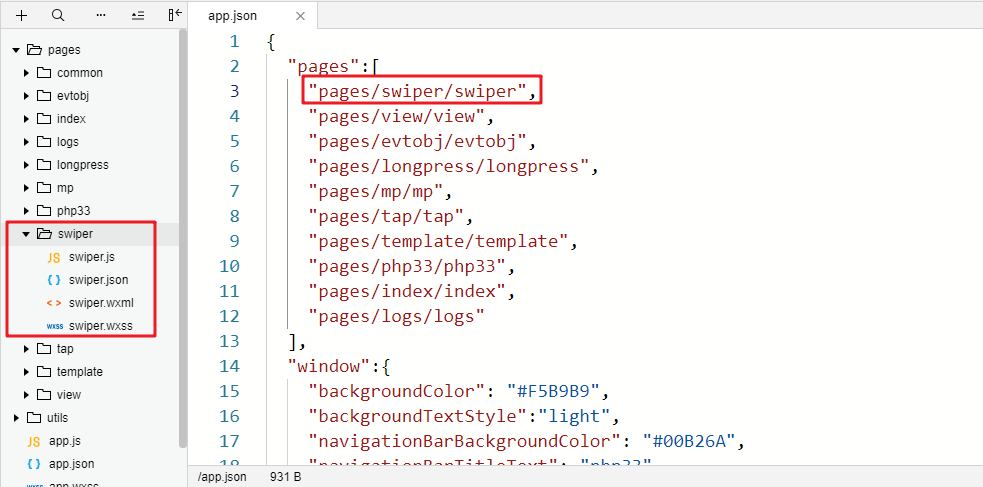 app.json
pages
common
evtobj
index
logs
longpress
mp
php33
swiper
JS swiper.js
{ } swiper.json
< > swiper.wxml
wxss swiper.wxss
tap
template
view
utils
JS app.js
{ } app.json
wxss app.wxss
1 {
2 "pages":[
3 "pages/swiper/swiper",
4 "pages/view/view",
5 "pages/evtobj/evtobj",
6 "pages/longpress/longpress",
7 "pages/mp/mp",
8 "pages/tap/tap",
9 "pages/template/template",
10 "pages/php33/php33",
11 "pages/index/index",
12 "pages/logs/logs"
13 ],
14 "window":{
15 "backgroundColor": "#F5B9B9",
16 "backgroundTextStyle":"light",
17 "navigationBarBackgroundColor": "#00B26A",
18 "navigationBarTitleText": "php33"
/app.json 931 B